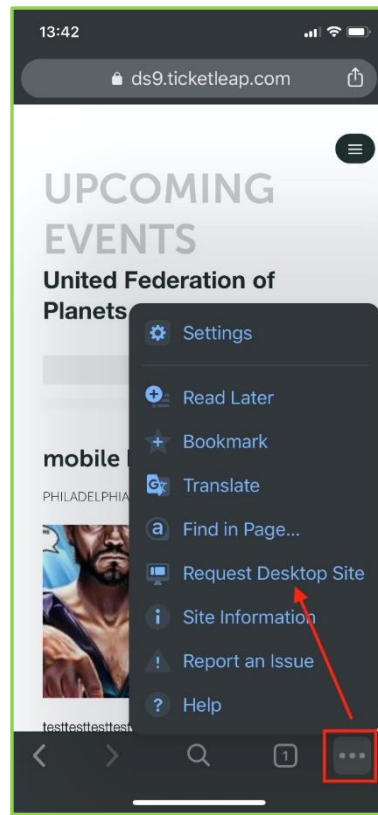 13:42
ds9.ticketleap.com
UPCOMING
EVENTS
United Federation of
Planets
Settings
Read Later
Bookmark
Translate
Find in Page...
Request Desktop Site
Site Information
Report an Issue
Help
mobile
PHILADELPHIA
testtesttesttest
1